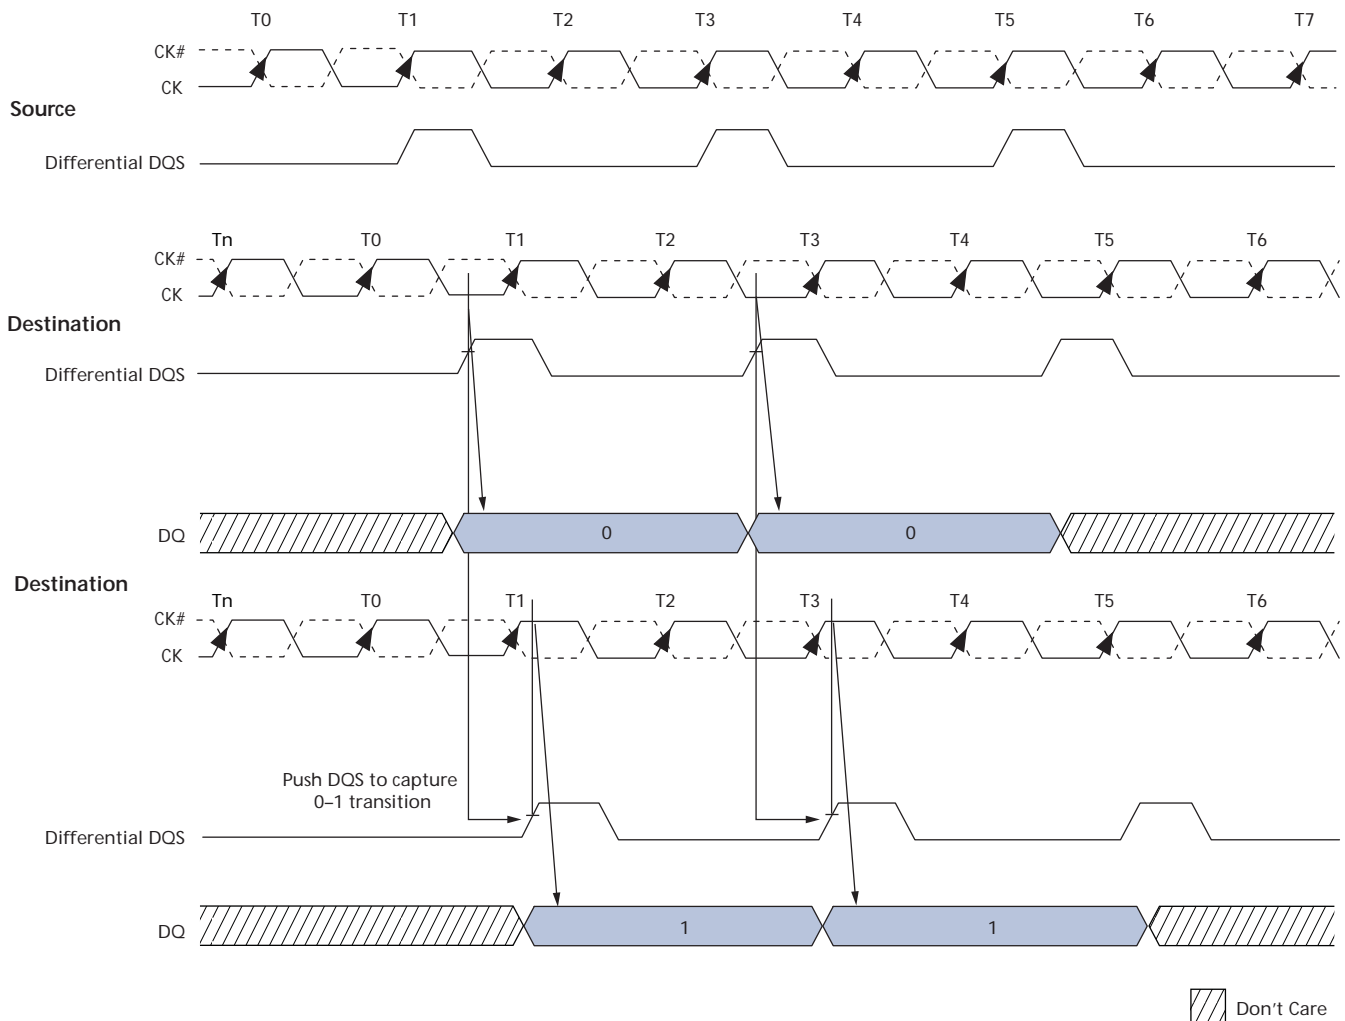 T0 T1 T2 T3 T4 T5 T6 T7
CK#
CK
Source
Differential DQS
Tn T0 T1 T2 T3 T4 T5 T6
CK#
CK
Destination
Differential DQS
DQ 0 0
Destination
Tn T0 T1 T2 T3 T4 T5 T6
CK#
CK
Push DQS to capture
0–1 transition
Differential DQS
DQ 1 1
Don't Care